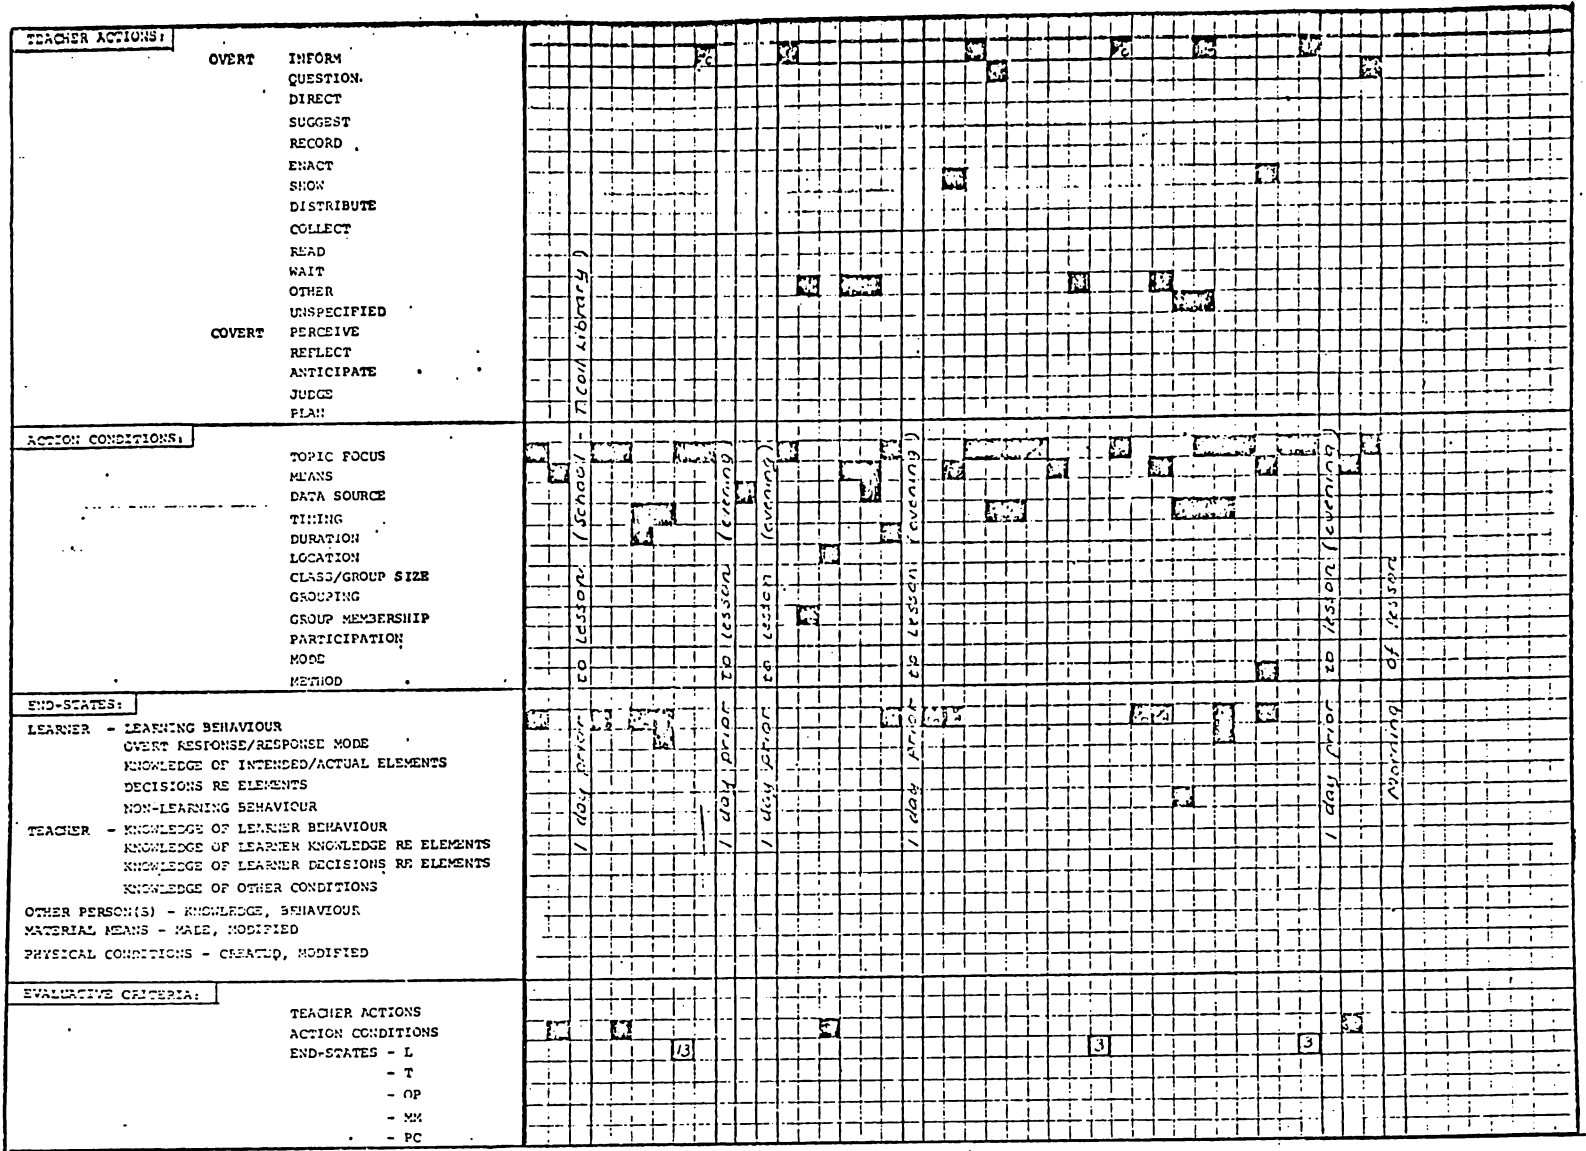 TEACHER ACTIONS:
OVERT INFORM
QUESTION.
DIRECT
SUGGEST
RECORD
ENACT
SHOW
DISTRIBUTE
COLLECT
READ
WAIT
OTHER
UNSPECIFIED
COVERT PERCEIVE
REFLECT
ANTICIPATE
JUDGE
PLAN
ACTION CONDITIONS:
TOPIC FOCUS
MEANS
DATA SOURCE
TIMING
DURATION
LOCATION
CLASS/GROUP SIZE
GROUPING
GROUP MEMBERSHIP
PARTICIPATION
MODE
METHOD
END-STATES:
LEARNER - LEARNING BEHAVIOUR
OVERT RESPONSE/RESPONSE MODE
KNOWLEDGE OF INTENDED/ACTUAL ELEMENTS
DECISIONS RE ELEMENTS
NON-LEARNING BEHAVIOUR
TEACHER - KNOWLEDGE OF LEARNER BEHAVIOUR
KNOWLEDGE OF LEARNER KNOWLEDGE RE ELEMENTS
KNOWLEDGE OF LEARNER DECISIONS RE ELEMENTS
KNOWLEDGE OF OTHER CONDITIONS
OTHER PERSON(S) - KNOWLEDGE, BEHAVIOUR
MATERIAL MEANS - MADE, MODIFIED
PHYSICAL CONDITIONS - CREATED, MODIFIED
EVALUATIVE CRITERIA:
TEACHER ACTIONS
ACTION CONDITIONS
END-STATES - L
- T
- OP
- MM
- PC
1 day prior to Lesson (School - Library)
1 day prior to lesson (evening)
1 day prior to lesson (evening)
1 day prior to Lesson (evening)
1 day prior to lesson (evening)
Morning of lesson
13
3
3